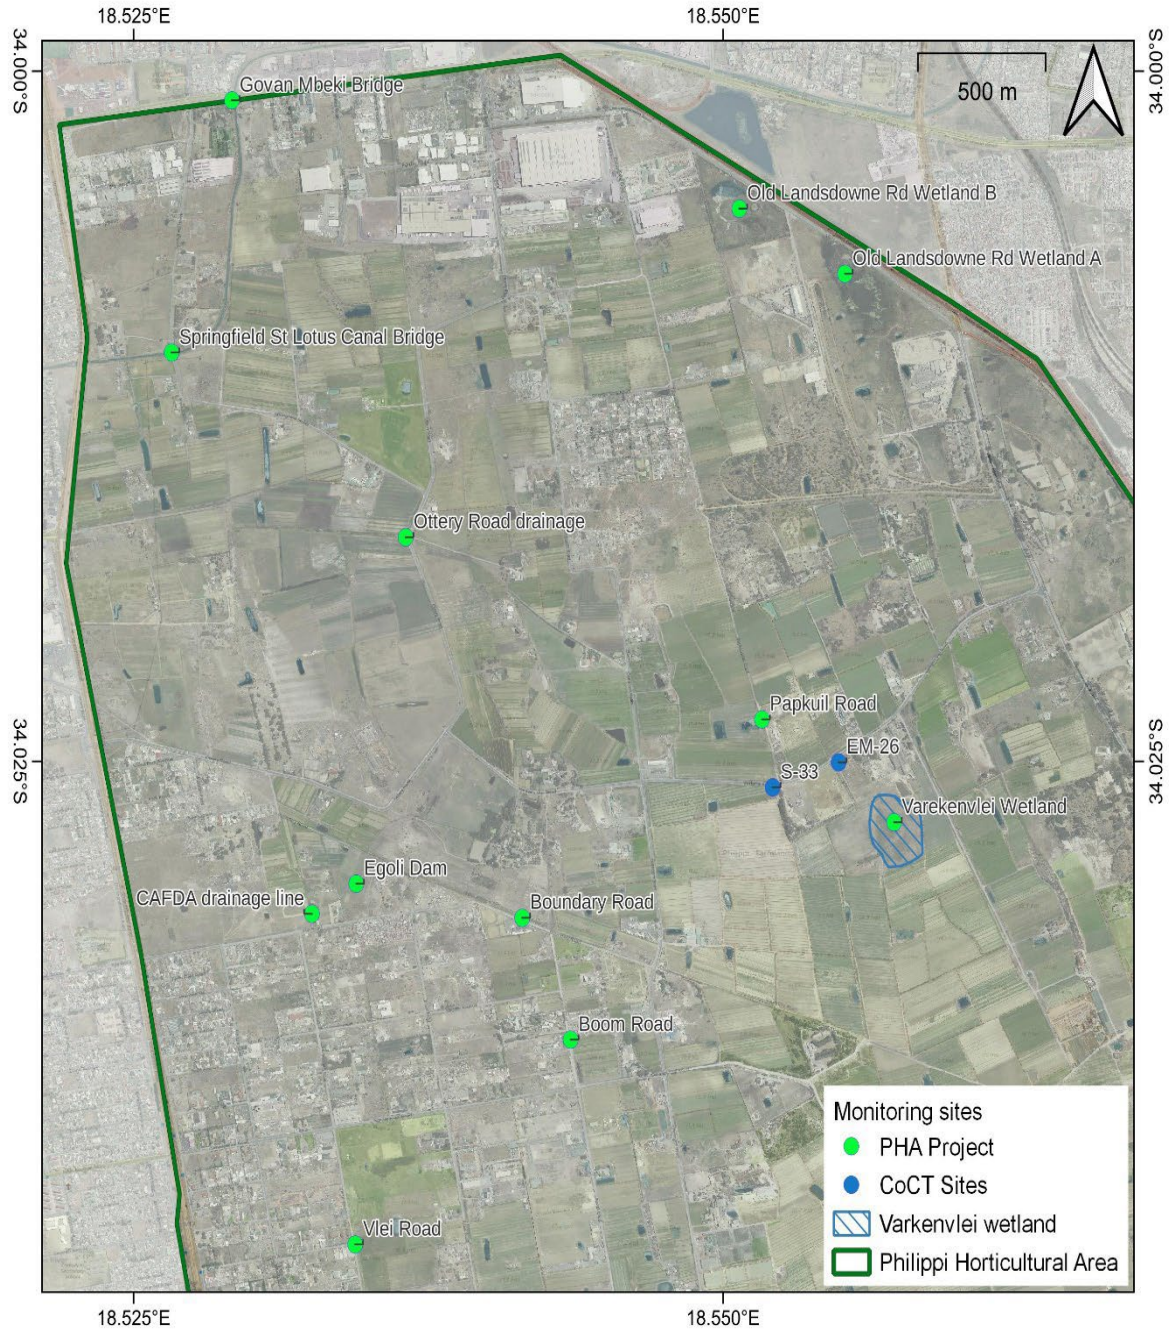 18.525°E
18.550°E
34.000°S
34.000°S
500 m
Govan Mbeki Bridge
Old Landsdowne Rd Wetland B
Old Landsdowne Rd Wetland A
Springfield St Lotus Canal Bridge
Ottery Road drainage
Papkuil Road
EM-26
34.025°S
34.025°S
S-33
Varekenvlei Wetland
Egoli Dam
CAFDA drainage line
Boundary Road
Boom Road
Vlei Road
Monitoring sites
PHA Project
CoCT Sites
Varkenvlei wetland
Philippi Horticultural Area
18.525°E
18.550°E